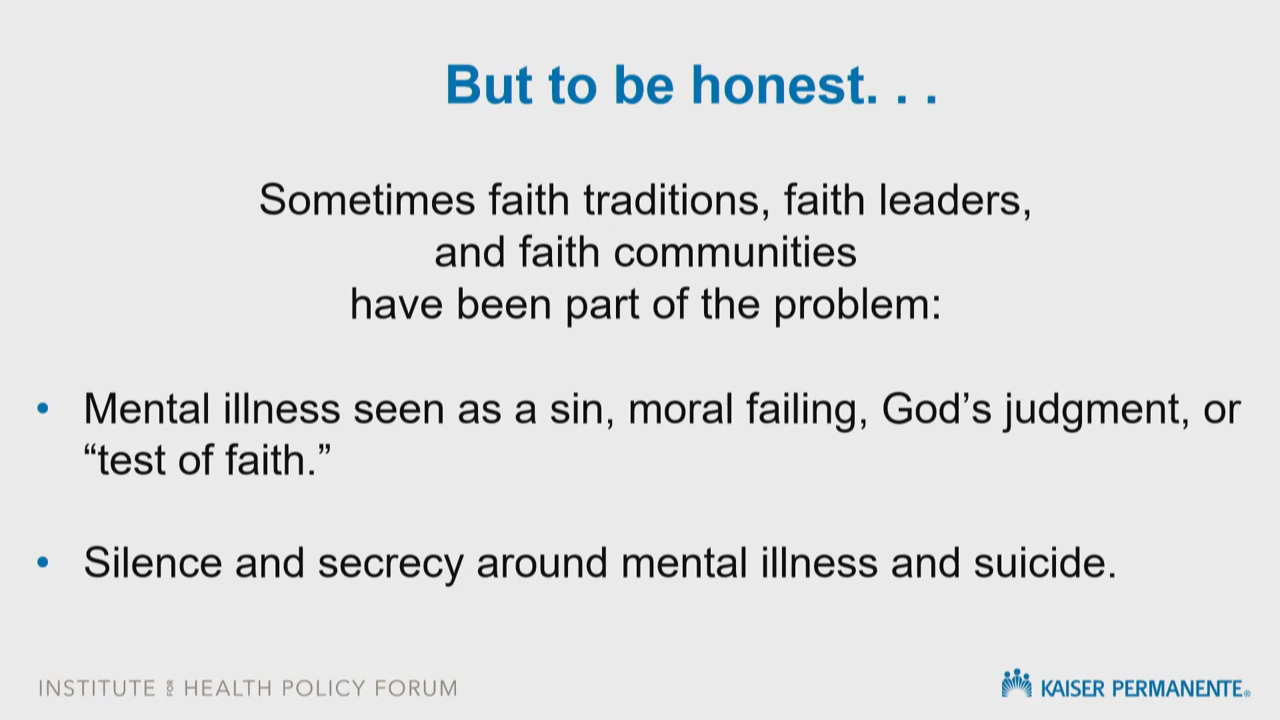 But to be honest. . .
Sometimes faith traditions, faith leaders,
and faith communities
have been part of the problem:
• Mental illness seen as a sin, moral failing, God’s judgment, or
“test of faith.”
• Silence and secrecy around mental illness and suicide.
INSTITUTE FOR HEALTH POLICY FORUM
KAISER PERMANENTE®